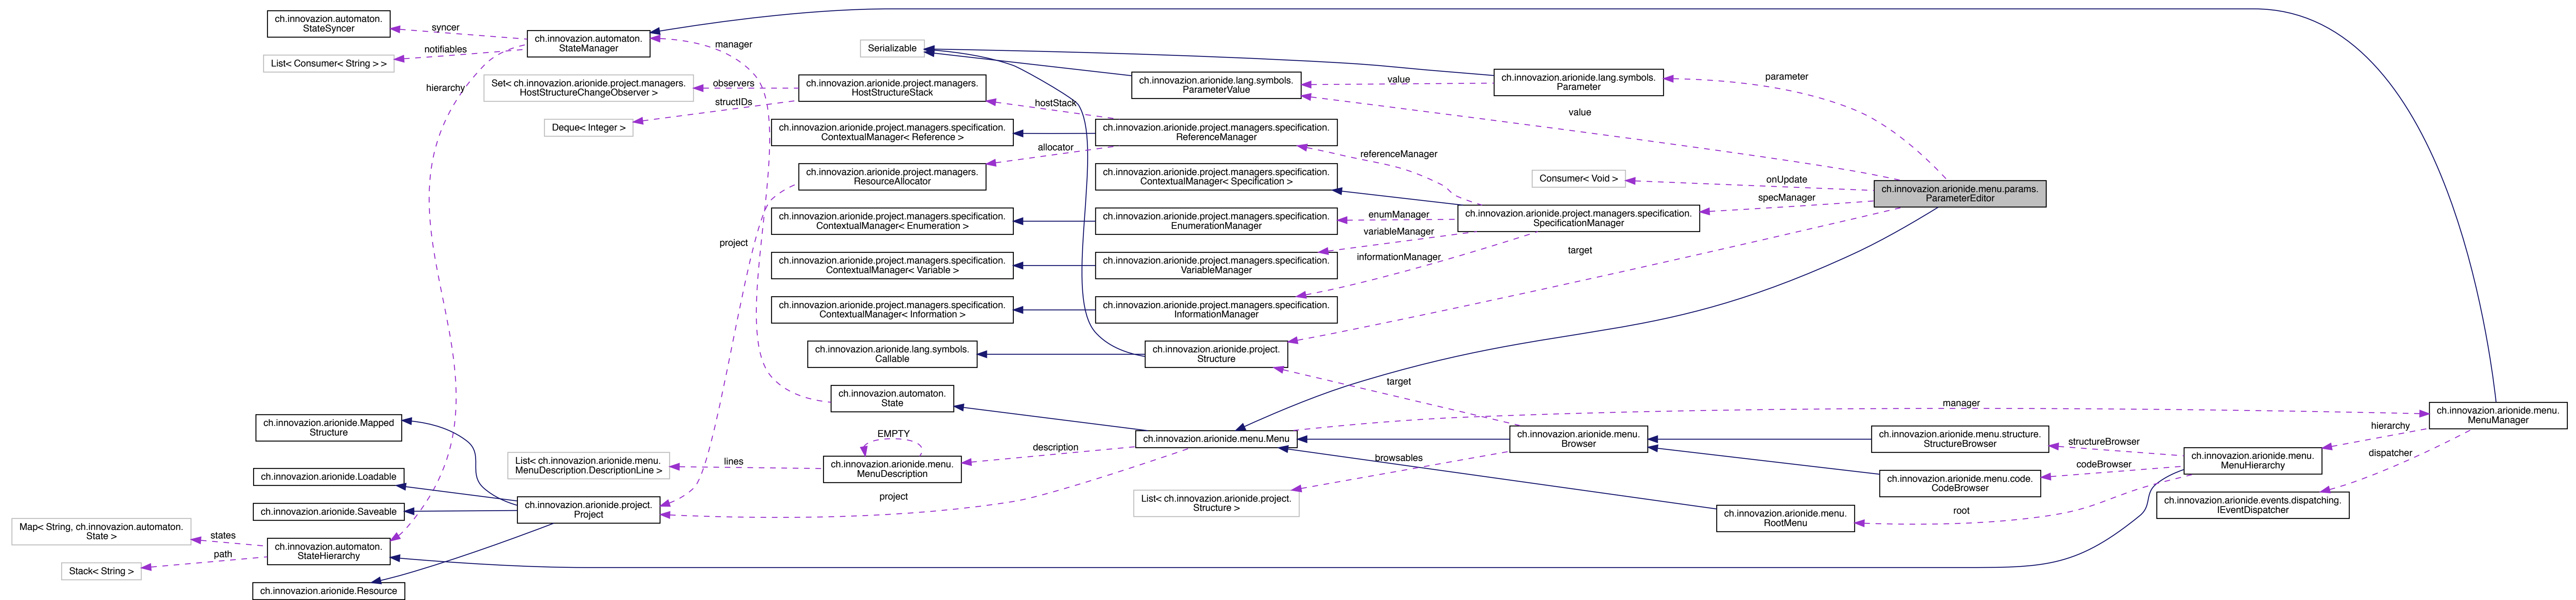 ch.innovazion.automaton.
StateSyncer
syncer
List< Consumer< String > >
notifiables
ch.innovazion.automaton.
StateManager
hierarchy
manager
Set< ch.innovazion.arionide.project.managers.
HostStructureChangeObserver >
observers
structIDs
Deque< Integer >
ch.innovazion.arionide.project.managers.
HostStructureStack
Serializable
hostStack
ch.innovazion.arionide.project.managers.specification.
ContextualManager< Reference >
ch.innovazion.arionide.project.managers.specification.
ReferenceManager
allocator
ch.innovazion.arionide.project.managers.
ResourceAllocator
ch.innovazion.arionide.project.managers.specification.
ContextualManager< Specification >
ch.innovazion.arionide.project.managers.specification.
ContextualManager< Enumeration >
ch.innovazion.arionide.project.managers.specification.
EnumerationManager
project
ch.innovazion.arionide.project.managers.specification.
ContextualManager< Variable >
ch.innovazion.arionide.project.managers.specification.
VariableManager
ch.innovazion.arionide.project.managers.specification.
ContextualManager< Information >
ch.innovazion.arionide.project.managers.specification.
InformationManager
ch.innovazion.arionide.lang.symbols.
ParameterValue
value
ch.innovazion.arionide.lang.symbols.
Parameter
parameter
value
referenceManager
Consumer< Void >
onUpdate
ch.innovazion.arionide.menu.params.
ParameterEditor
specManager
ch.innovazion.arionide.project.managers.specification.
SpecificationManager
enumManager
variableManager
informationManager
target
ch.innovazion.arionide.lang.symbols.
Callable
ch.innovazion.arionide.project.
Structure
ch.innovazion.automaton.
State
target
manager
ch.innovazion.arionide.menu.
MenuManager
ch.innovazion.arionide.Mapped
Structure
EMPTY
ch.innovazion.arionide.menu.Menu
description
ch.innovazion.arionide.menu.
Browser
ch.innovazion.arionide.menu.structure.
StructureBrowser
structureBrowser
hierarchy
ch.innovazion.arionide.menu.
MenuHierarchy
dispatcher
List< ch.innovazion.arionide.menu.
MenuDescription.DescriptionLine >
lines
ch.innovazion.arionide.menu.
MenuDescription
browsables
codeBrowser
ch.innovazion.arionide.menu.code.
CodeBrowser
ch.innovazion.arionide.Loadable
project
List< ch.innovazion.arionide.project.
Structure >
ch.innovazion.arionide.events.dispatching.
IEventDispatcher
ch.innovazion.arionide.Saveable
ch.innovazion.arionide.project.
Project
ch.innovazion.arionide.menu.
RootMenu
root
Map< String, ch.innovazion.automaton.
State >
states
path
Stack< String >
ch.innovazion.automaton.
StateHierarchy
ch.innovazion.arionide.Resource